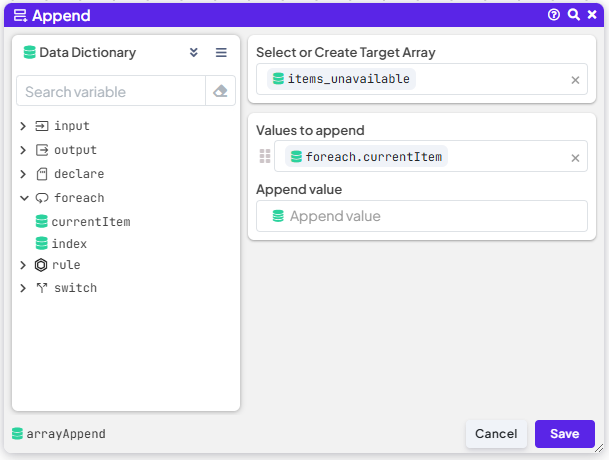 Append
Data Dictionary
Search variable
input
output
declare
foreach
currentItem
index
rule
switch
Select or Create Target Array
items_unavailable
Values to append
foreach.currentItem
Append value
Append value
arrayAppend
Cancel
Save